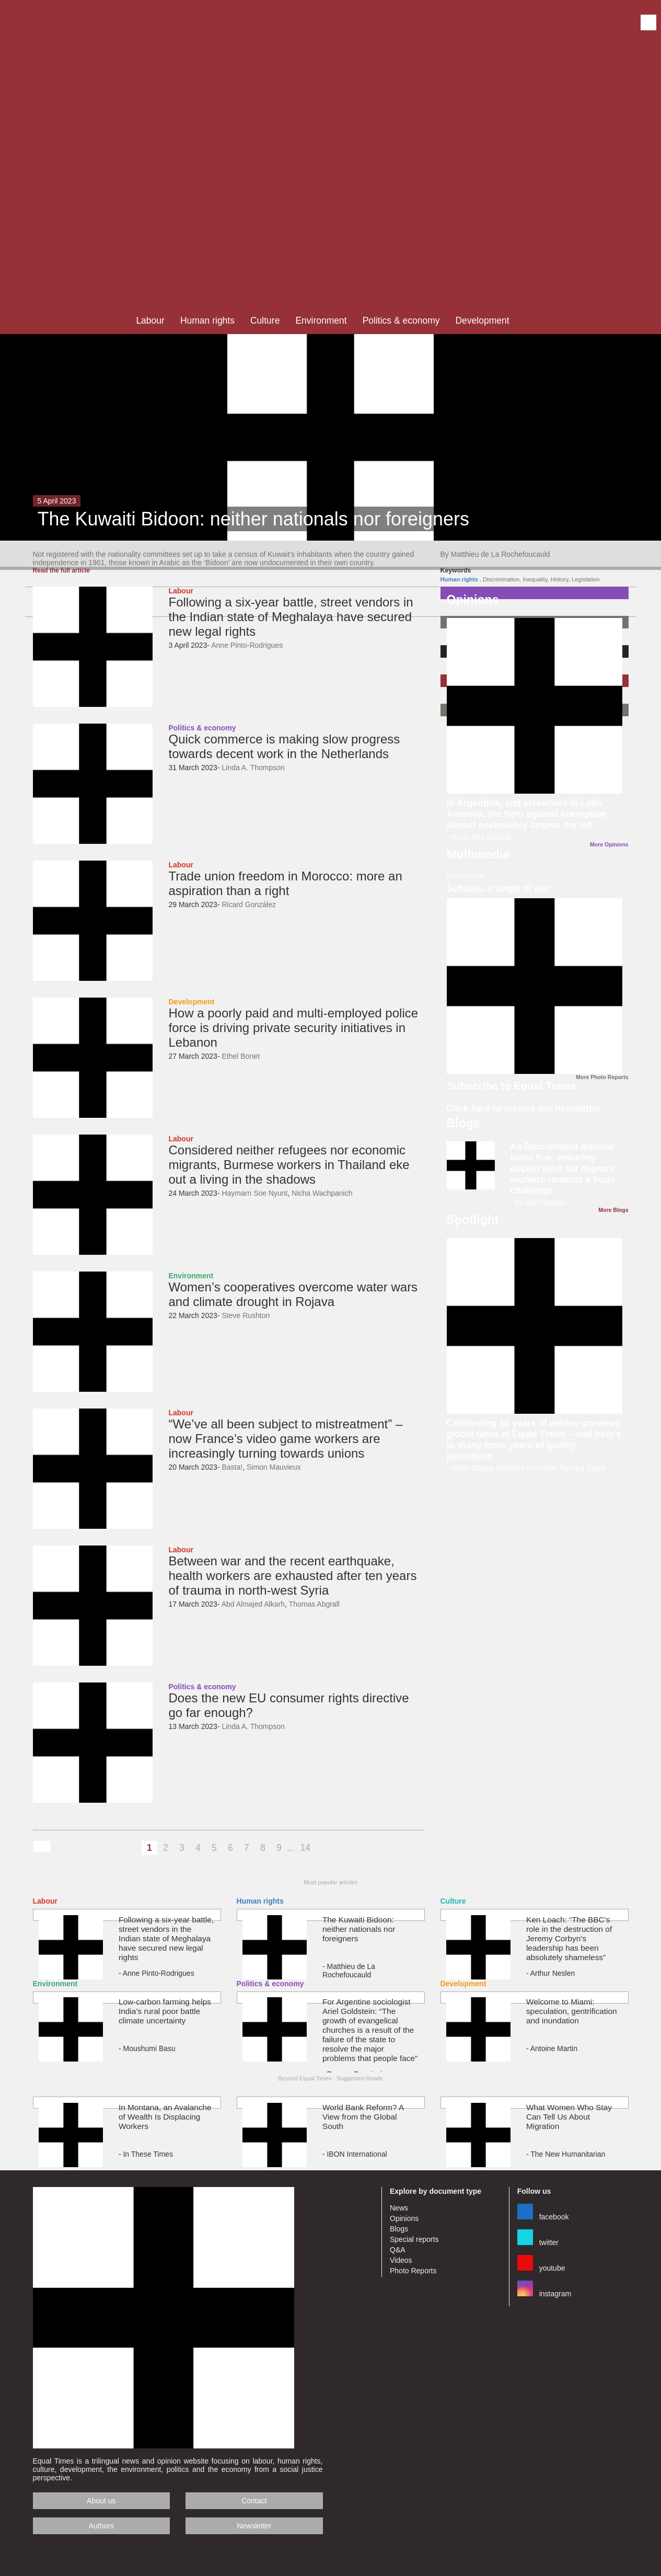 Labour
Human rights
Culture
Environment
Politics & economy
Development
5 April 2023
The Kuwaiti Bidoon: neither nationals nor foreigners
Not registered with the nationality committees set up to take a census of Kuwait's inhabitants when the country gained
independence in 1961, those known in Arabic as the 'Bidoon' are now undocumented in their own country.
Read the full article
By Matthieu de La Rochefoucauld
Keywords
Human rights , Discrimination, Inequality, History, Legislation
Labour
Following a six-year battle, street vendors in
the Indian state of Meghalaya have secured
new legal rights
3 April 2023- Anne Pinto-Rodrigues
Politics & economy
Quick commerce is making slow progress
towards decent work in the Netherlands
31 March 2023- Linda A. Thompson
Labour
Trade union freedom in Morocco: more an
aspiration than a right
29 March 2023- Ricard González
Development
How a poorly paid and multi-employed police
force is driving private security initiatives in
Lebanon
27 March 2023- Ethel Bonet
Labour
Considered neither refugees nor economic
migrants, Burmese workers in Thailand eke
out a living in the shadows
24 March 2023- Haymarn Soe Nyunt, Nicha Wachpanich
Environment
Women’s cooperatives overcome water wars
and climate drought in Rojava
22 March 2023- Steve Rushton
Labour
“We’ve all been subject to mistreatment” –
now France’s video game workers are
increasingly turning towards unions
20 March 2023- Basta!, Simon Mauvieux
Labour
Between war and the recent earthquake,
health workers are exhausted after ten years
of trauma in north-west Syria
17 March 2023- Abd Almajed Alkarh, Thomas Abgrall
Politics & economy
Does the new EU consumer rights directive
go far enough?
13 March 2023- Linda A. Thompson
1 2 3 4 5 6 7 8 9 ... 14
Opinions
In Argentina, and elsewhere in Latin
America, the fight against corruption
almost exclusively targets the left
More Opinions
Multimedia
Schools, a target of war
More Photo Reports
Subscribe to Equal Times
Click here to receive our newsletter
Blogs
As Recruitment Advisor
turns five, ensuring
decent work for migrant
workers remains a huge
challenge
More Blogs
Spotlight
Celebrating 10 years of worker-powered
global news at Equal Times – and here’s
to many more years of quality
journalism
Most popular articles
Labour
Following a six-year battle,
street vendors in the
Indian state of Meghalaya
have secured new legal
rights
- Anne Pinto-Rodrigues
Human rights
The Kuwaiti Bidoon:
neither nationals nor
foreigners
- Matthieu de La
Rochefoucauld
Culture
Ken Loach: “The BBC’s
role in the destruction of
Jeremy Corbyn’s
leadership has been
absolutely shameless”
- Arthur Neslen
Environment
Low-carbon farming helps
India’s rural poor battle
climate uncertainty
- Moushumi Basu
Politics & economy
For Argentine sociologist
Ariel Goldstein: “The
growth of evangelical
churches is a result of the
failure of the state to
resolve the major
problems that people face”
Development
Welcome to Miami:
speculation, gentrification
and inundation
- Antoine Martin
Beyond Equal Times : Suggested Reads
In Montana, an Avalanche
of Wealth Is Displacing
Workers
- In These Times
World Bank Reform? A
View from the Global
South
- IBON International
What Women Who Stay
Can Tell Us About
Migration
- The New Humanitarian
Equal Times is a trilingual news and opinion website focusing on labour, human rights,
culture, development, the environment, politics and the economy from a social justice
perspective.
About us
Contact
Authors
Newsletter
Explore by document type
News
Opinions
Blogs
Special reports
Q&A
Videos
Photo Reports
Follow us
facebook
twitter
youtube
instagram